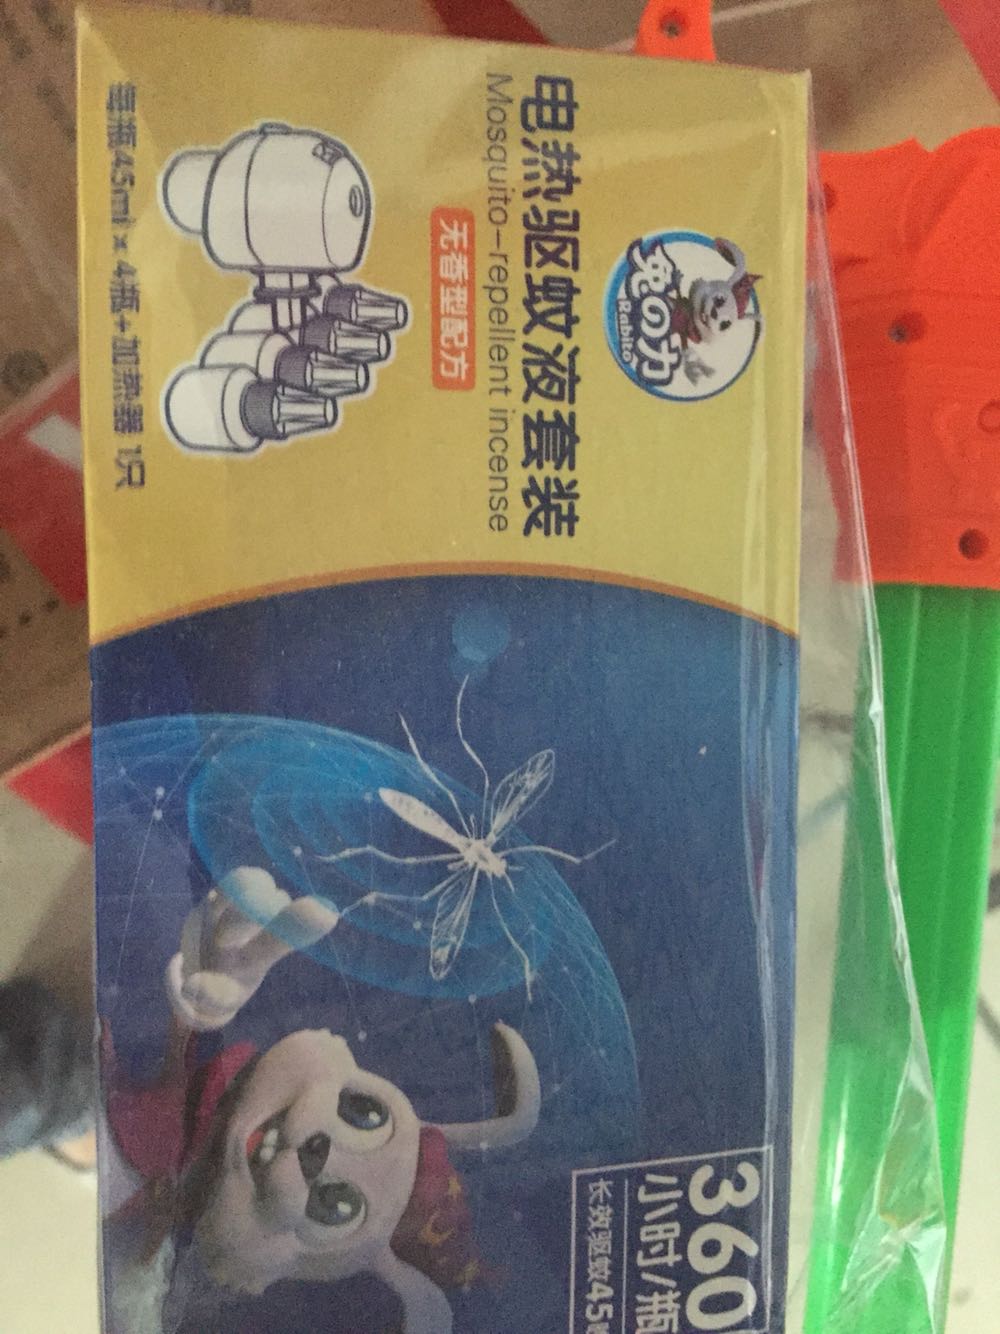 兔の力
Rabito
电热驱蚊液套装
Mosquito-repellent incense
无香型配方
每瓶45ml×4瓶+加热器 1只
360
小时/瓶
长效驱蚊45